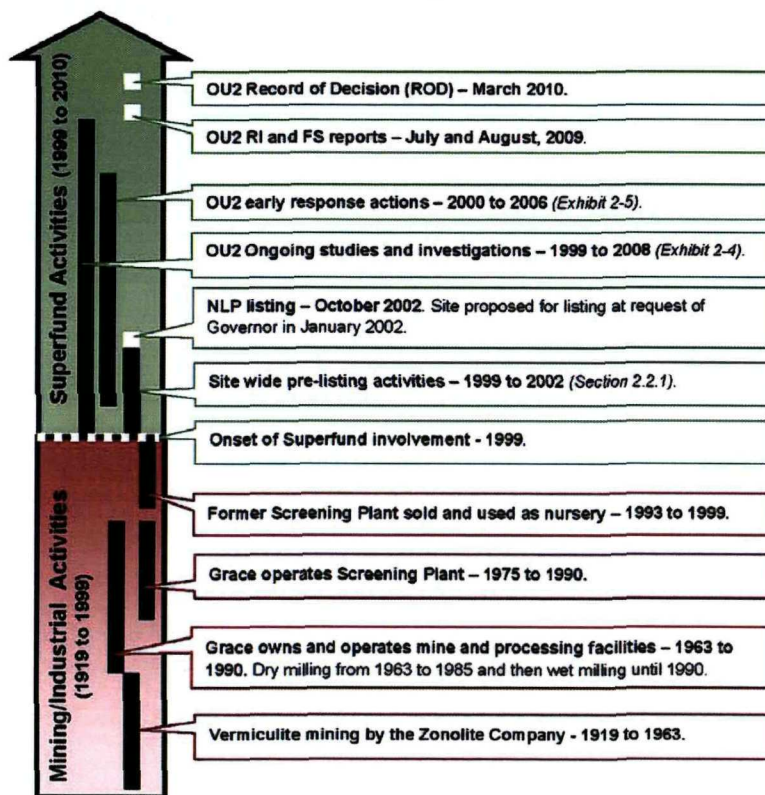 Superfund Activities (1999 to 2010)
OU2 Record of Decision (ROD) – March 2010.
OU2 RI and FS reports – July and August, 2009.
OU2 early response actions – 2000 to 2006 (Exhibit 2-5).
OU2 Ongoing studies and investigations – 1999 to 2008 (Exhibit 2-4).
NLP listing – October 2002. Site proposed for listing at request of
Governor in January 2002.
Site wide pre-listing activities – 1999 to 2002 (Section 2.2.1).
Onset of Superfund involvement - 1999.
Mining/Industrial Activities
(1919 to 1999)
Former Screening Plant sold and used as nursery – 1993 to 1999.
Grace operates Screening Plant – 1975 to 1990.
Grace owns and operates mine and processing facilities – 1963 to
1990. Dry milling from 1963 to 1985 and then wet milling until 1990.
Vermiculite mining by the Zonolite Company - 1919 to 1963.